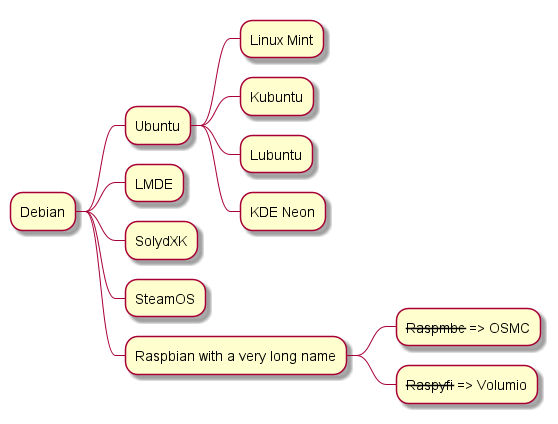 Debian
Ubuntu
Linux Mint
Kubuntu
Lubuntu
KDE Neon
LMDE
SolydXK
SteamOS
Raspbian with a very long name
Raspmbc => OSMC
Raspyfi => Volumio